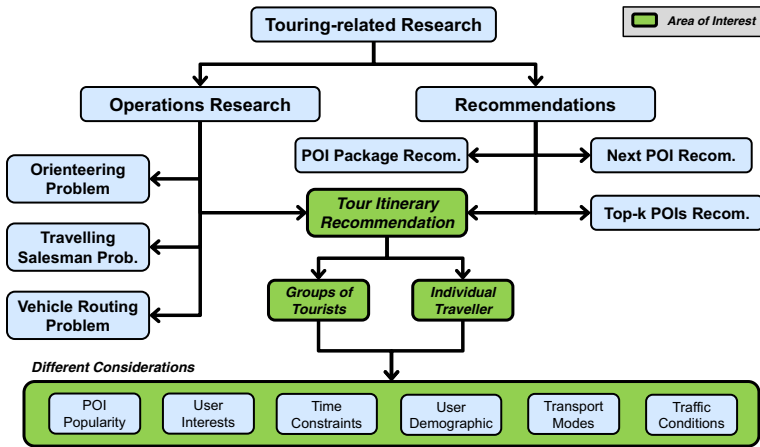 Touring-related Research
Area of Interest
Operations Research
Recommendations
POI Package Recom.
Next POI Recom.
Orienteering
Problem
Tour Itinerary
Recommendation
Top-k POIs Recom.
Travelling
Salesman Prob.
Groups of
Tourists
Individual
Traveller
Vehicle Routing
Problem
Different Considerations
POI
Popularity
User
Interests
Time
Constraints
User
Demographic
Transport
Modes
Traffic
Conditions